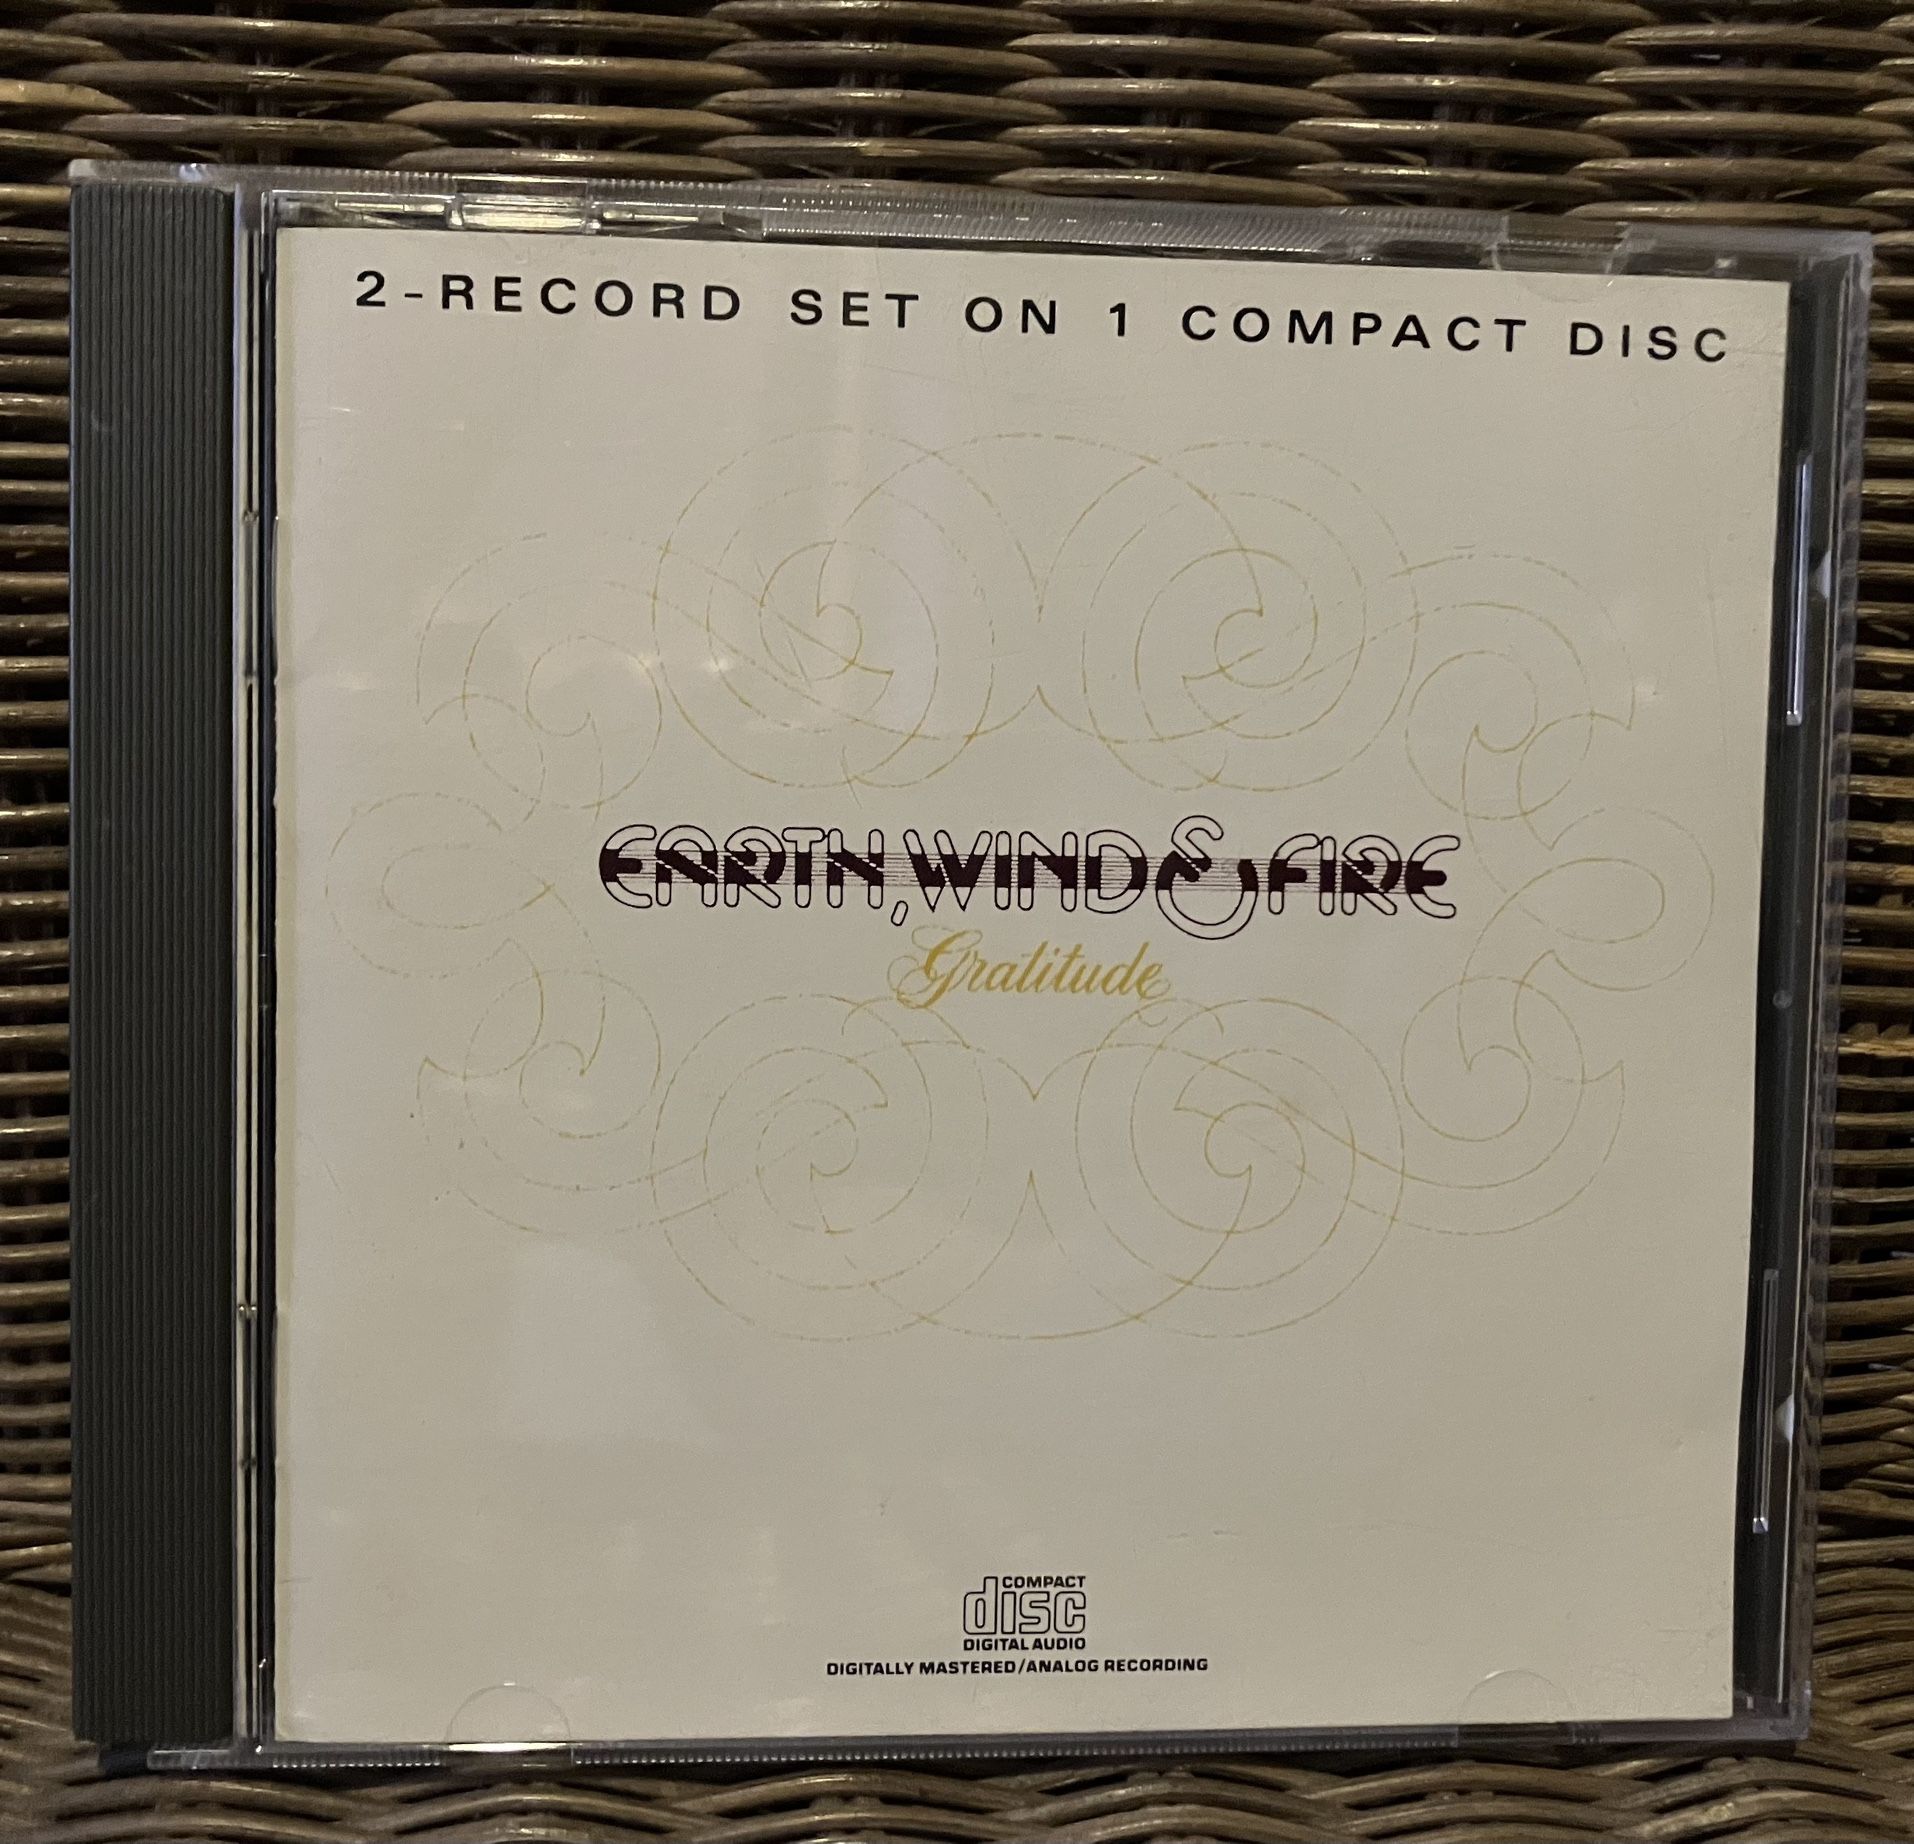 2-RECORD SET ON 1 COMPACT DISC
EARTH, WIND & FIRE
Gratitude
COMPACT
disc
DIGITAL AUDIO
DIGITALLY MASTERED/ANALOG RECORDING